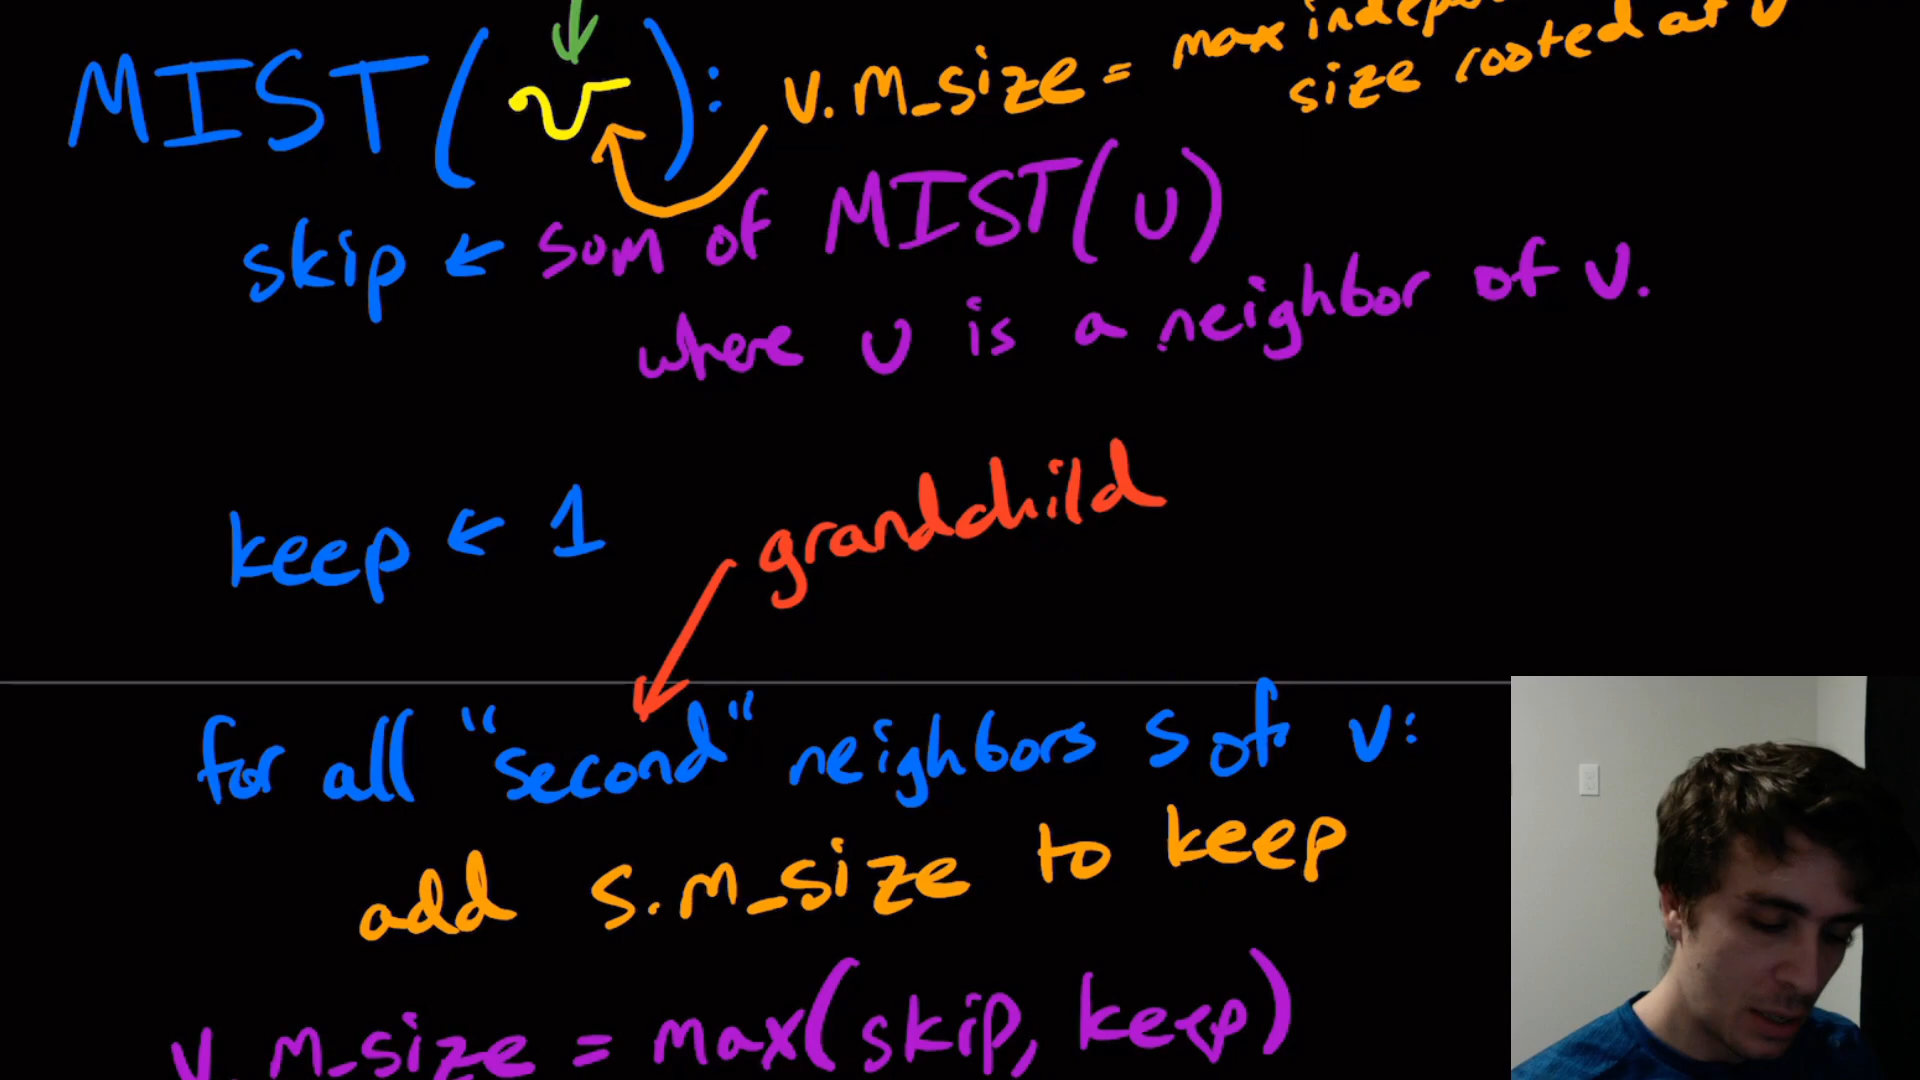 MIST(v): v.m_size = max
size rooted at v
skip ← sum of MIST(u)
where u is a neighbor of v.
keep ← 1
grandchild
for all "second" neighbors s of v:
add s.m_size to keep
v.m_size = max(skip, keep)